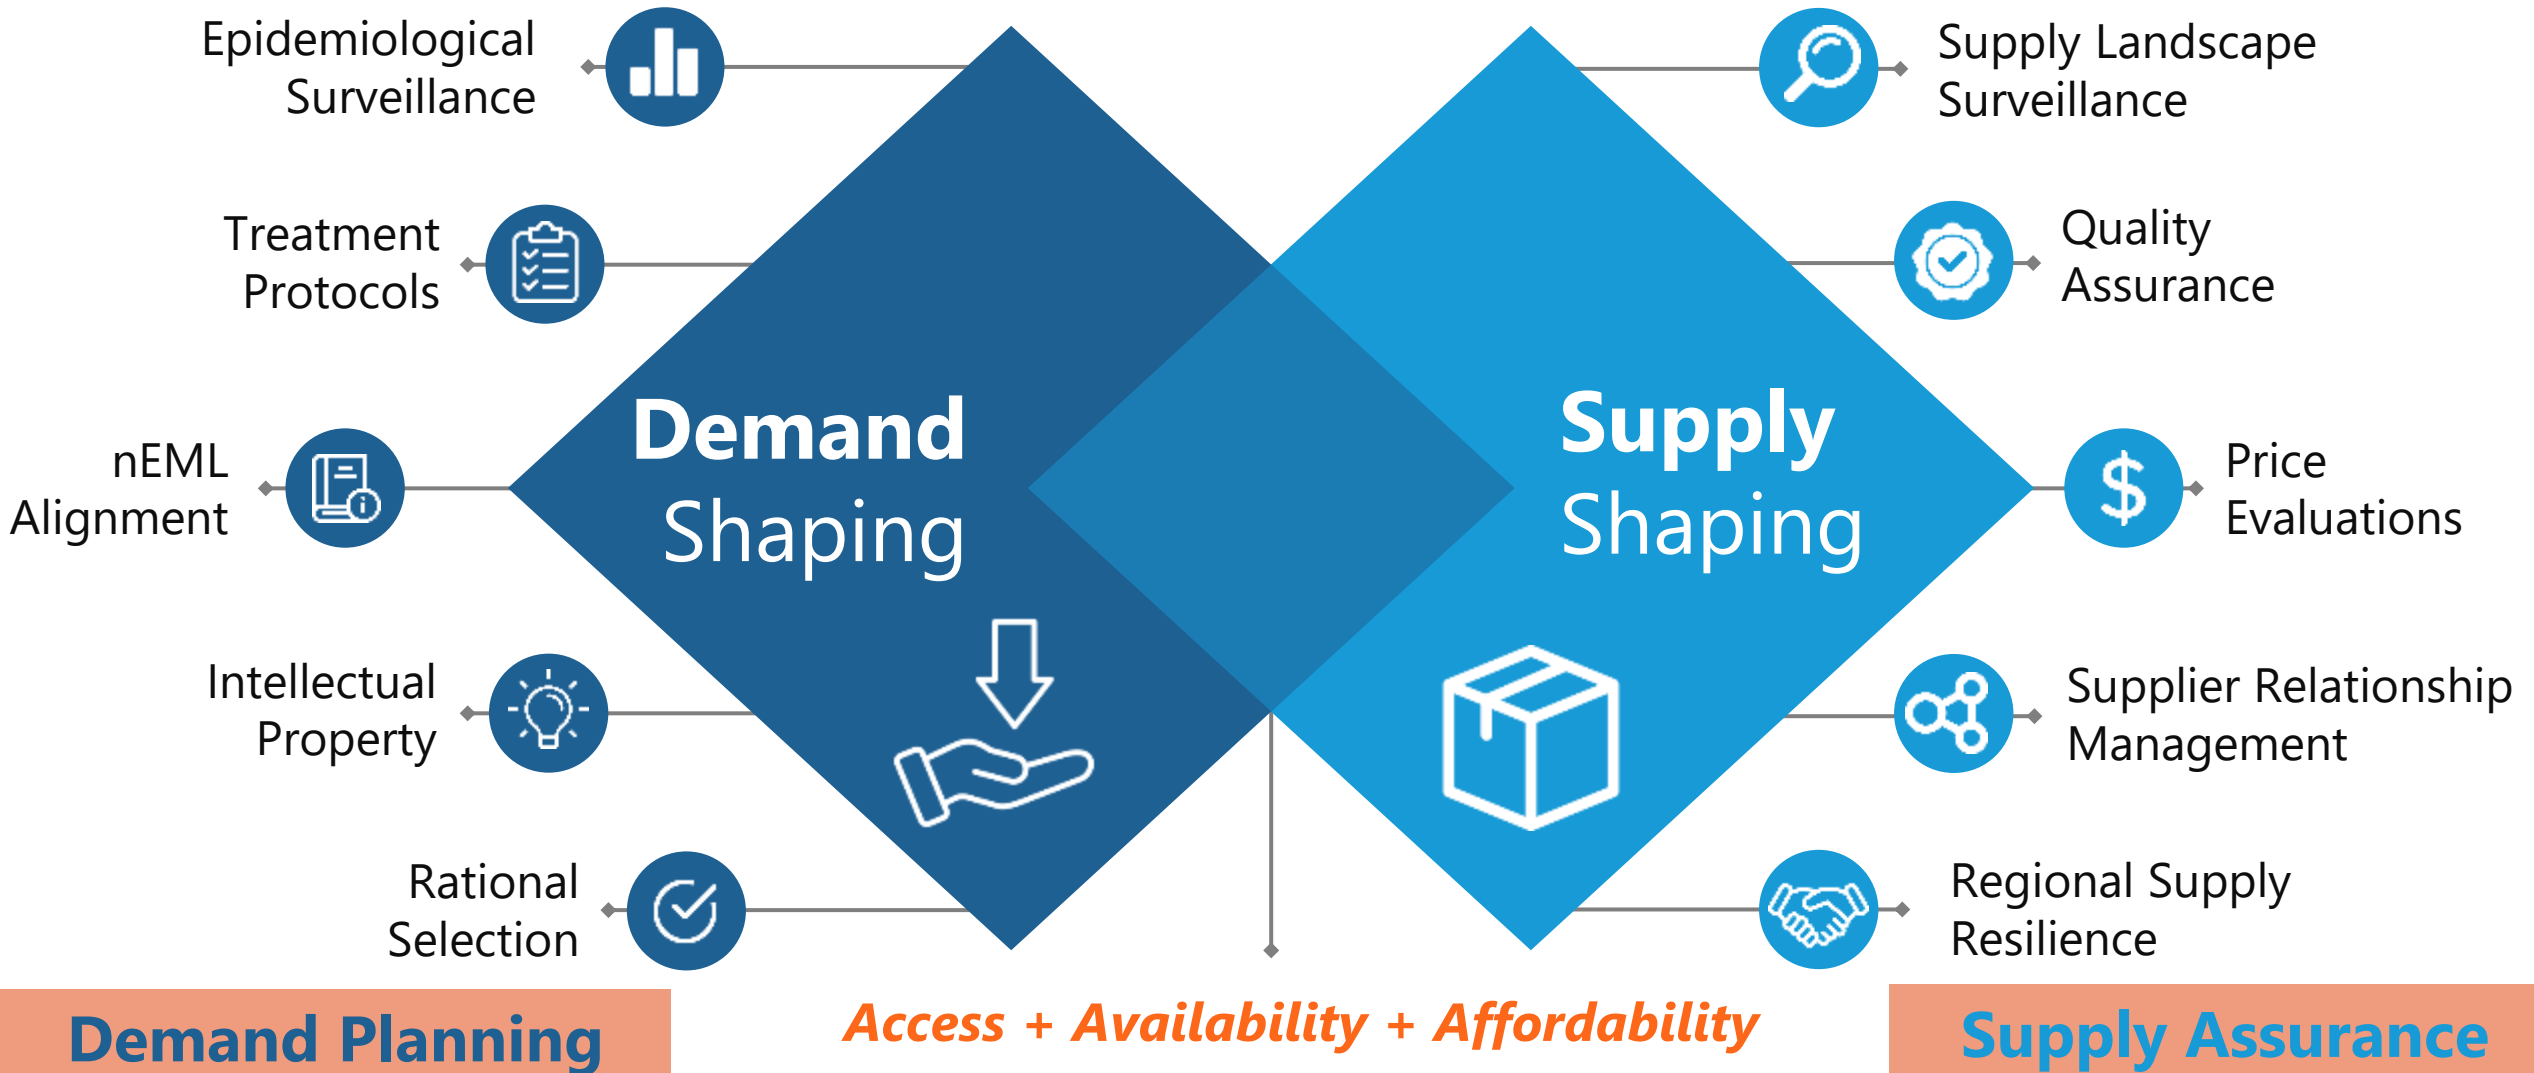 Epidemiological
Surveillance
Treatment
Protocols
nEML
Alignment
Intellectual
Property
Rational
Selection
Demand
Shaping
Supply
Shaping
Supply Landscape
Surveillance
Quality
Assurance
Price
Evaluations
Supplier Relationship
Management
Regional Supply
Resilience
Demand Planning
Access + Availability + Affordability
Supply Assurance